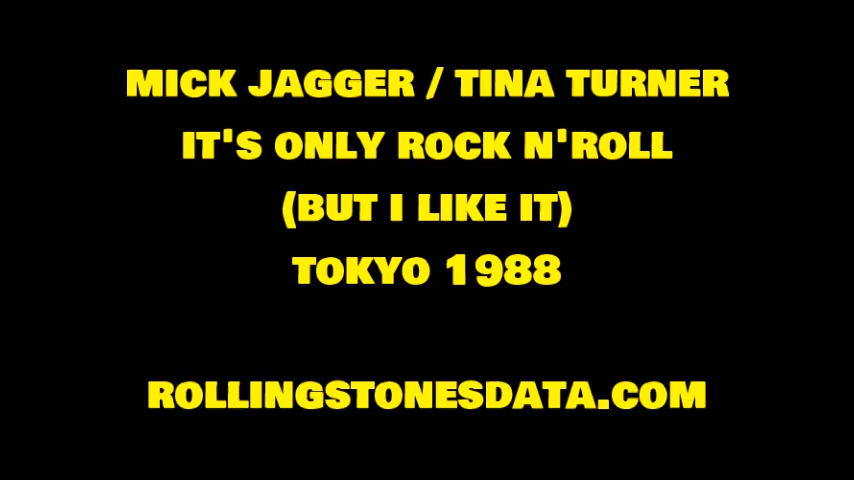 MICK JAGGER / TINA TURNER
IT'S ONLY ROCK N'ROLL
(BUT I LIKE IT)
TOKYO 1988
ROLLINGSTONESDATA.COM